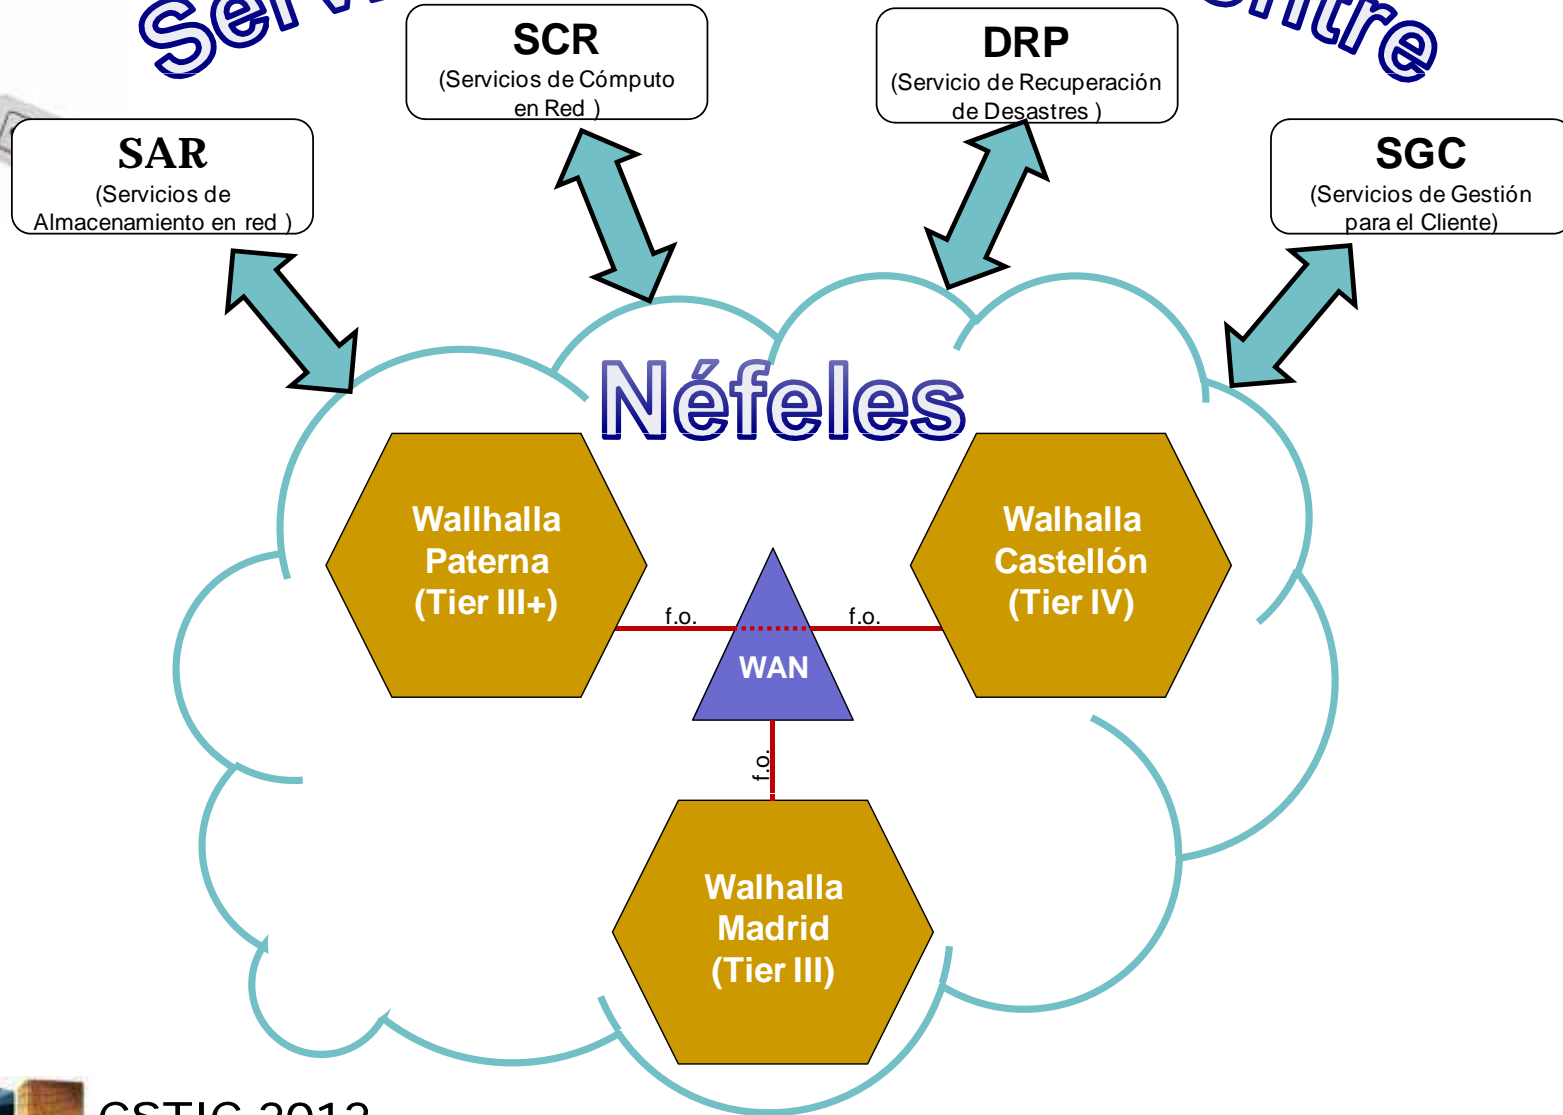 SCR
(Servicios de Cómputo
en Red )
DRP
(Servicio de Recuperación
de Desastres )
SAR
(Servicios de
Almacenamiento en red )
SGC
(Servicios de Gestión
para el Cliente)
Néfeles
Wallhalla
Paterna
(Tier III+)
Walhalla
Castellón
(Tier IV)
f.o.
f.o.
WAN
f.o.
Walhalla
Madrid
(Tier III)
CSTIC 2012